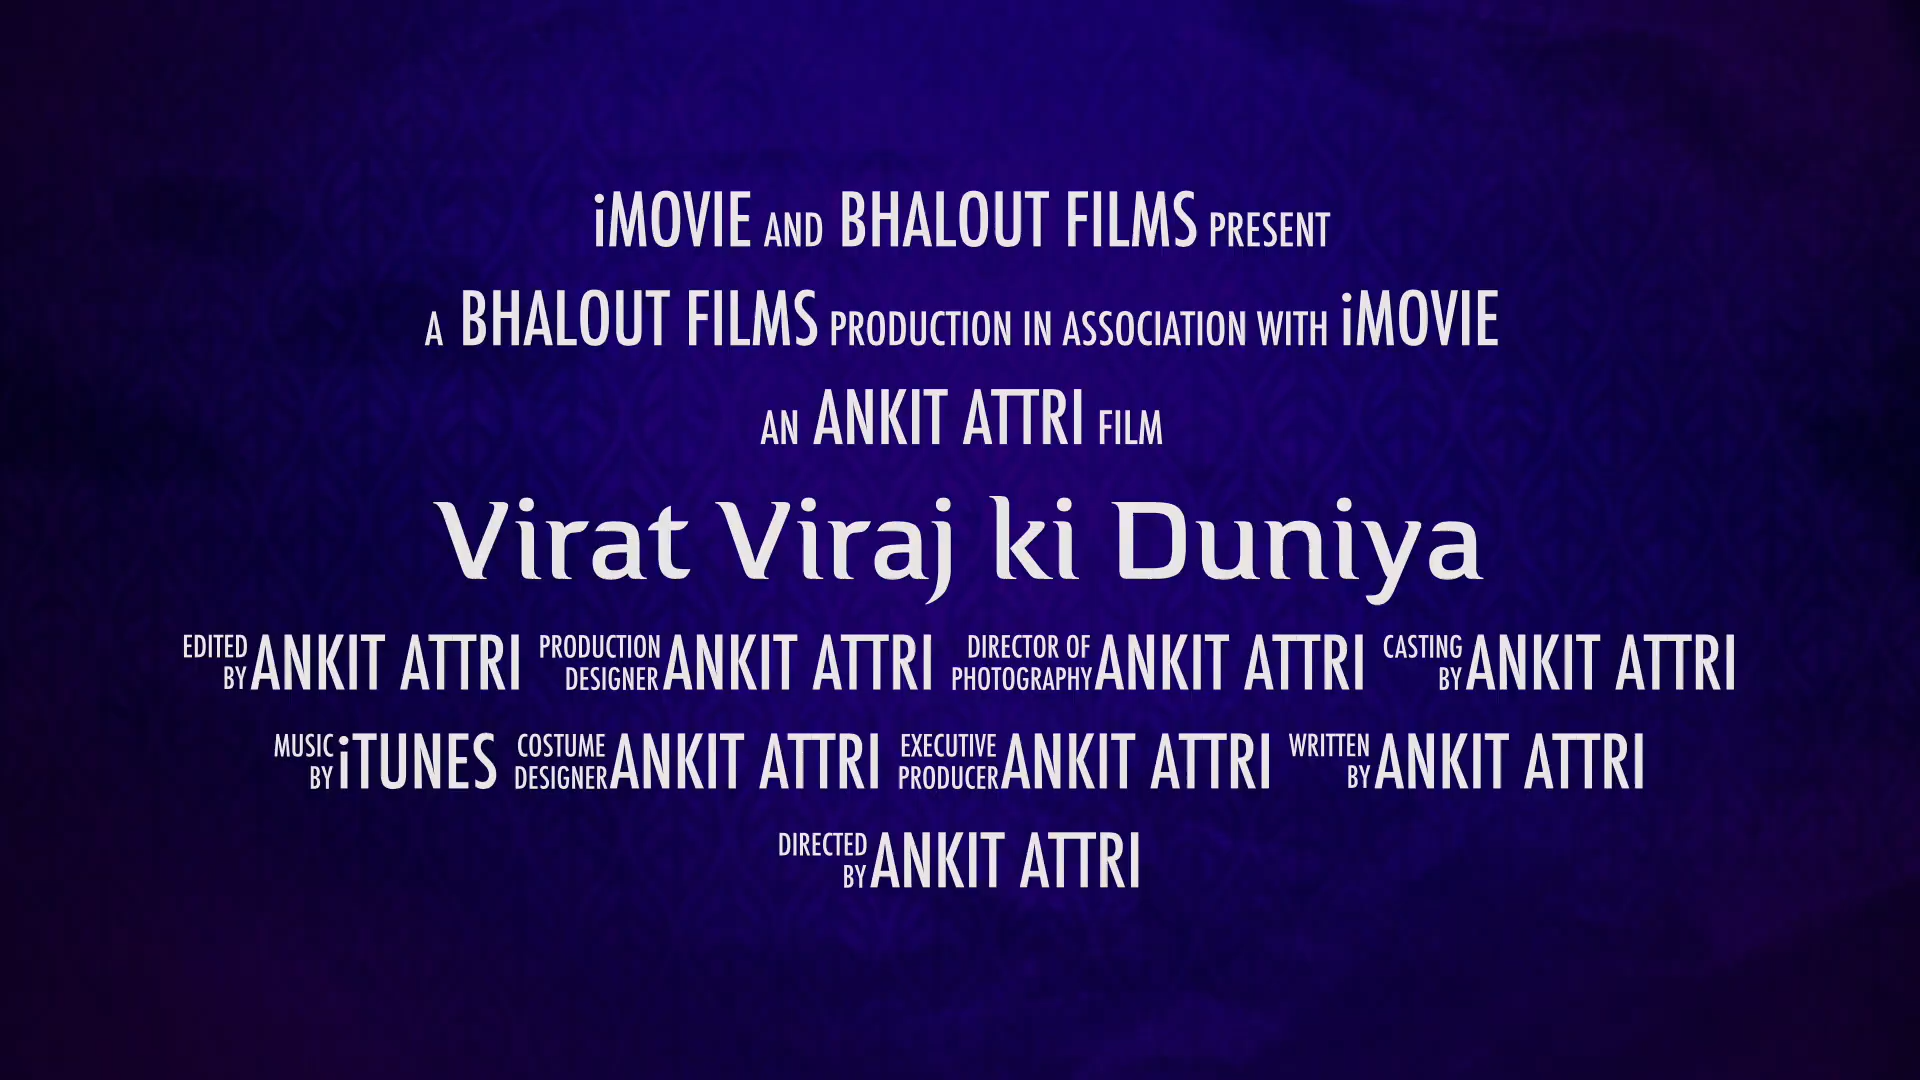 iMOVIE AND BHALOUT FILMS PRESENT
A BHALOUT FILMS PRODUCTION IN ASSOCIATION WITH iMOVIE
AN ANKIT ATTRI FILM
Virat Viraj ki Duniya
EDITED BY ANKIT ATTRI PRODUCTION DESIGNER ANKIT ATTRI DIRECTOR OF PHOTOGRAPHY ANKIT ATTRI CASTING BY ANKIT ATTRI
MUSIC BY iTUNES COSTUME DESIGNER ANKIT ATTRI EXECUTIVE PRODUCER ANKIT ATTRI WRITTEN BY ANKIT ATTRI
DIRECTED BY ANKIT ATTRI